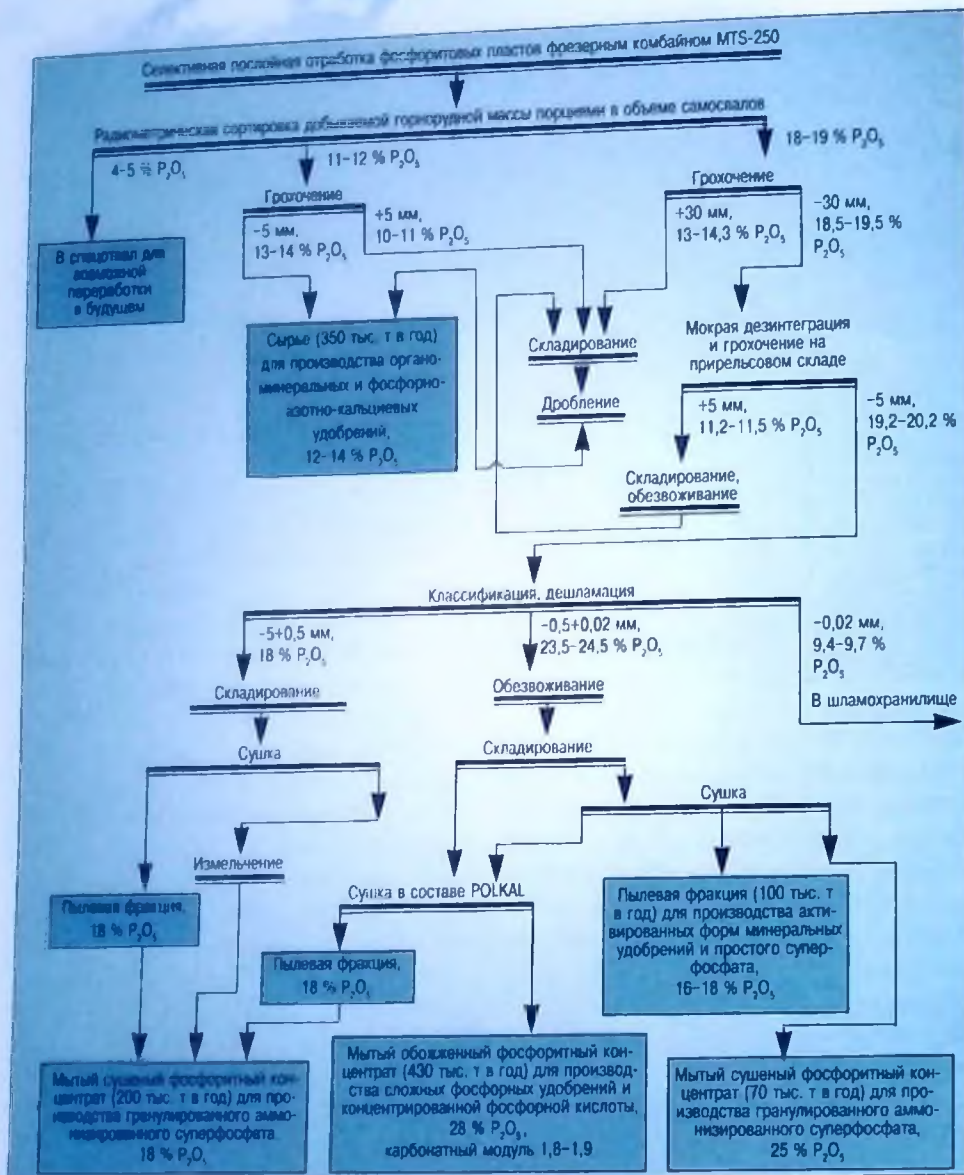 Селективная послойная отработка фосфоритовых пластов фрезерным комбайном MTS-250
Радиометрическая сортировка добываемой горнорудной массы порциями в объеме самосвалов
4-5 % P₂O₅
11-12 % P₂O₅
18-19 % P₂O₅
Грохочение
-5 мм,
13-14 % P₂O₅
+5 мм,
10-11 % P₂O₅
Грохочение
+30 мм,
13-14,3 % P₂O₅
-30 мм,
18,5-19,5 %
P₂O₅
В спецотвал для
возможной
переработки
в будущем
Сырье (350 тыс. т в год)
для производства органо-
минеральных и фосфорно-
азотно-кальциевых
удобрений,
12-14 % P₂O₅
Складирование
Дробление
Мокрая дезинтеграция
и грохочение на
прирельсовом складе
+5 мм,
11,2-11,5 % P₂O₅
-5 мм,
19,2-20,2 %
P₂O₅
Складирование,
обезвоживание
Классификация, дешламация
-5+0,5 мм,
18 % P₂O₅
-0,5+0,02 мм,
23,5-24,5 % P₂O₅
-0,02 мм,
9,4-9,7 %
P₂O₅
В шламохранилище
Складирование
Обезвоживание
Сушка
Складирование
Сушка
Измельчение
Сушка в составе POLKAL
Пылевая фракция,
18 % P₂O₅
Пылевая фракция,
18 % P₂O₅
Пылевая фракция (100 тыс. т
в год) для производства акти-
вированных форм минеральных
удобрений и простого супер-
фосфата,
16-18 % P₂O₅
Мытый сушеный фосфоритный кон-
центрат (200 тыс. т в год) для про-
изводства гранулированного аммо-
низированного суперфосфата
18 % P₂O₅
Мытый обожженный фосфоритный кон-
центрат (430 тыс. т в год) для произво-
дства сложных фосфорных удобрений и
концентрированной фосфорной кислоты,
28 % P₂O₅,
карбонатный модуль 1,8-1,9
Мытый сушеный фосфоритный кон-
центрат (70 тыс. т в год) для про-
изводства гранулированного аммо-
низированного суперфосфата,
25 % P₂O₅